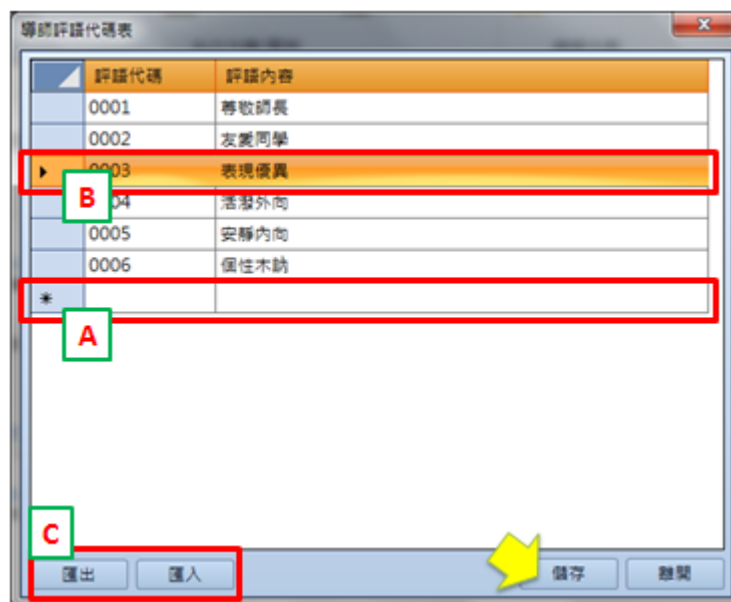 導師評語代碼表
評語代碼 評語內容
0001 尊敬師長
0002 友愛同學
0003 表現優異
B
04 活潑外向
0005 安靜內向
0006 個性木訥
*
A
C
匯出 匯入 儲存 離開